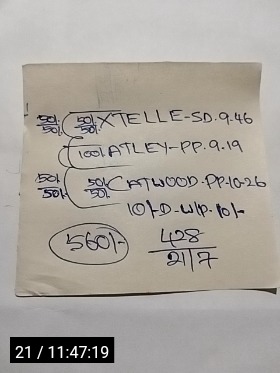 50/- 50/- XTELLE-SD.9.46
50/- 50/-
100/- ATLEY-PP.9.19
50/- 50/- CATWOOD.PP.10-26
50/- 50/-
10/-D-W/P.10/-
560/- 428
21/7
21 / 11:47:19